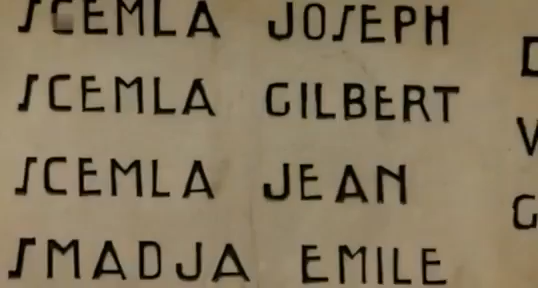 SCEMLA JOSEPH
SCEMLA GILBERT
SCEMLA JEAN
SMADJA EMILE
D
V
G